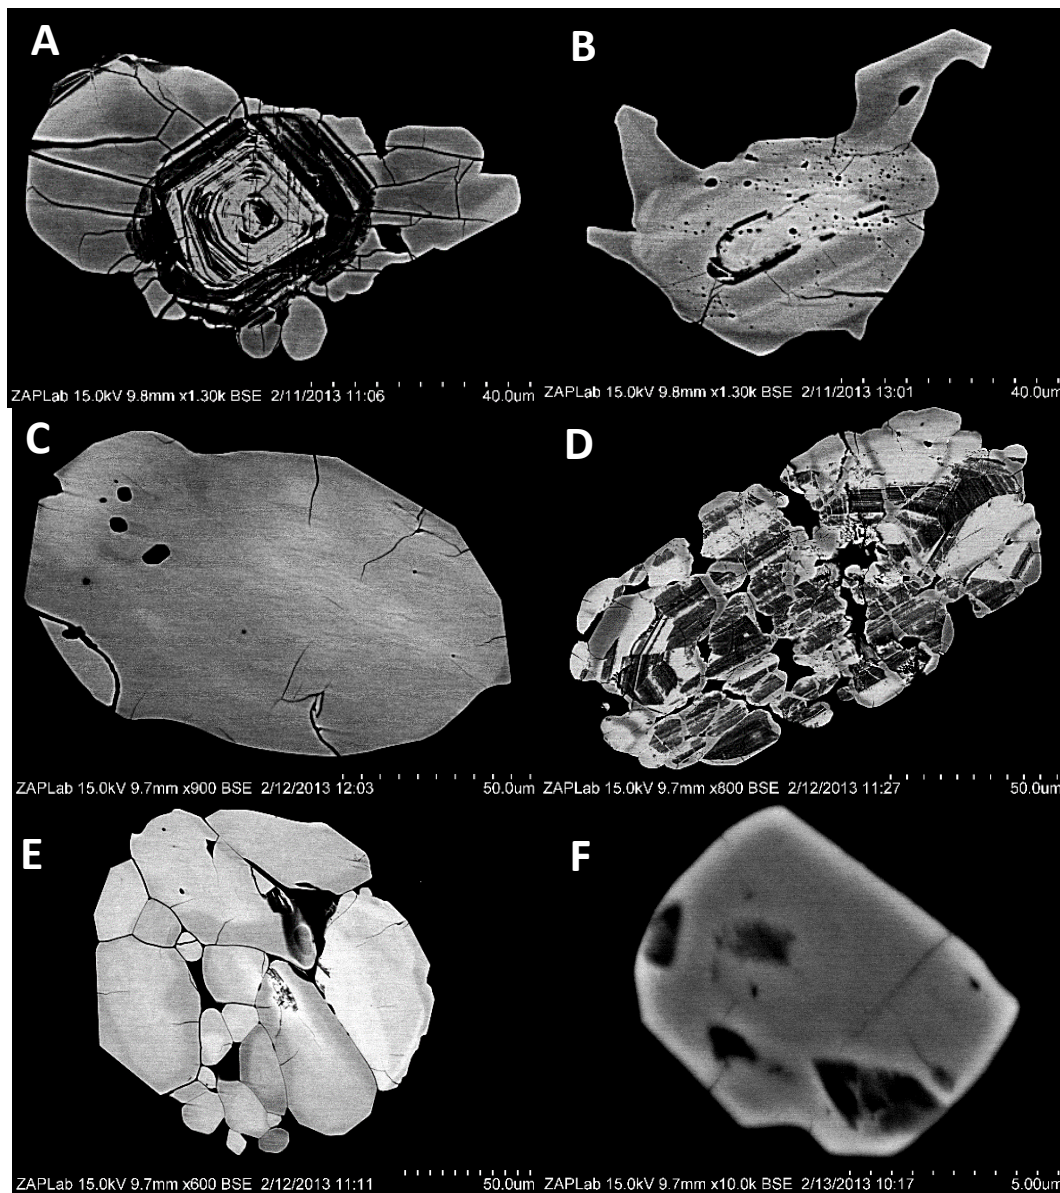 A
B
ZAPLab 15.0kV 9.8mm x1.30k BSE 2/11/2013 11:06 40.0um
ZAPLab 15.0kV 9.8mm x1.30k BSE 2/11/2013 13:01 40.0um
C
D
ZAPLab 15.0kV 9.7mm x900 BSE 2/12/2013 12:03 50.0um
ZAPLab 15.0kV 9.7mm x800 BSE 2/12/2013 11:27 50.0um
E
F
ZAPLab 15.0kV 9.7mm x600 BSE 2/12/2013 11:11 50.0um
ZAPLab 15.0kV 9.7mm x10.0k BSE 2/13/2013 10:17 5.00um